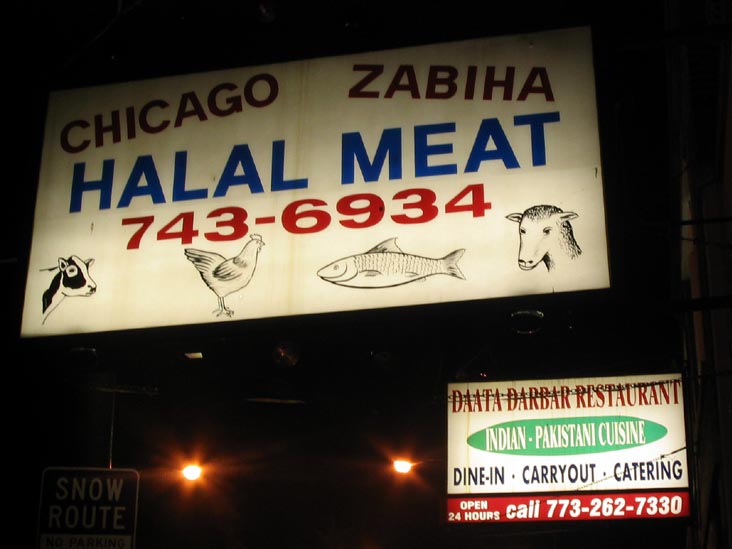 CHICAGO ZABIHA
HALAL MEAT
743-6934
DAATA DARBAR RESTAURANT
INDIAN - PAKISTANI CUISINE
DINE-IN · CARRYOUT · CATERING
OPEN
24 HOURS call 773-262-7330
SNOW
ROUTE
NO PARKING